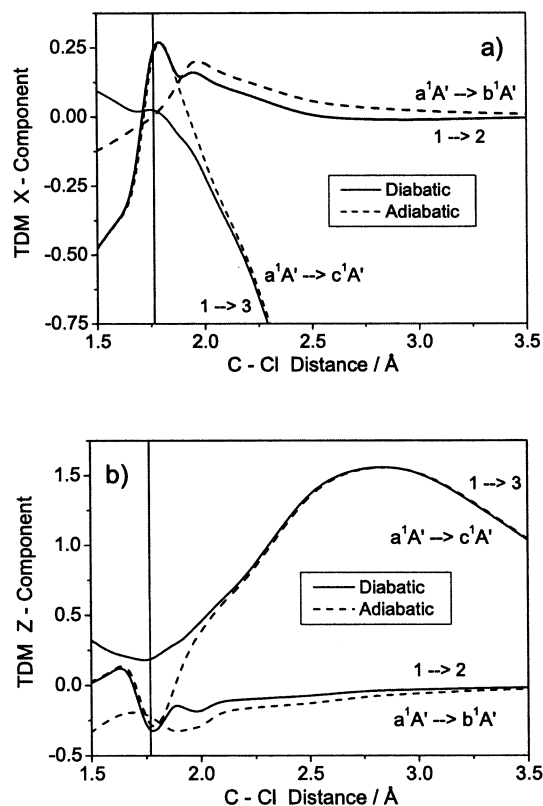 a)
0.25
0.00
-0.25
-0.50
-0.75
TDM X - Component
a¹A' --> b¹A'
1 --> 2
Diabatic
Adiabatic
a¹A' --> c¹A'
1 --> 3
1.5 2.0 2.5 3.0 3.5
C - Cl Distance / Å
b)
1.5
1.0
0.5
0.0
-0.5
TDM Z - Component
1 --> 3
a¹A' --> c¹A'
Diabatic
Adiabatic
1 --> 2
a¹A' --> b¹A'
1.5 2.0 2.5 3.0 3.5
C - Cl Distance / Å